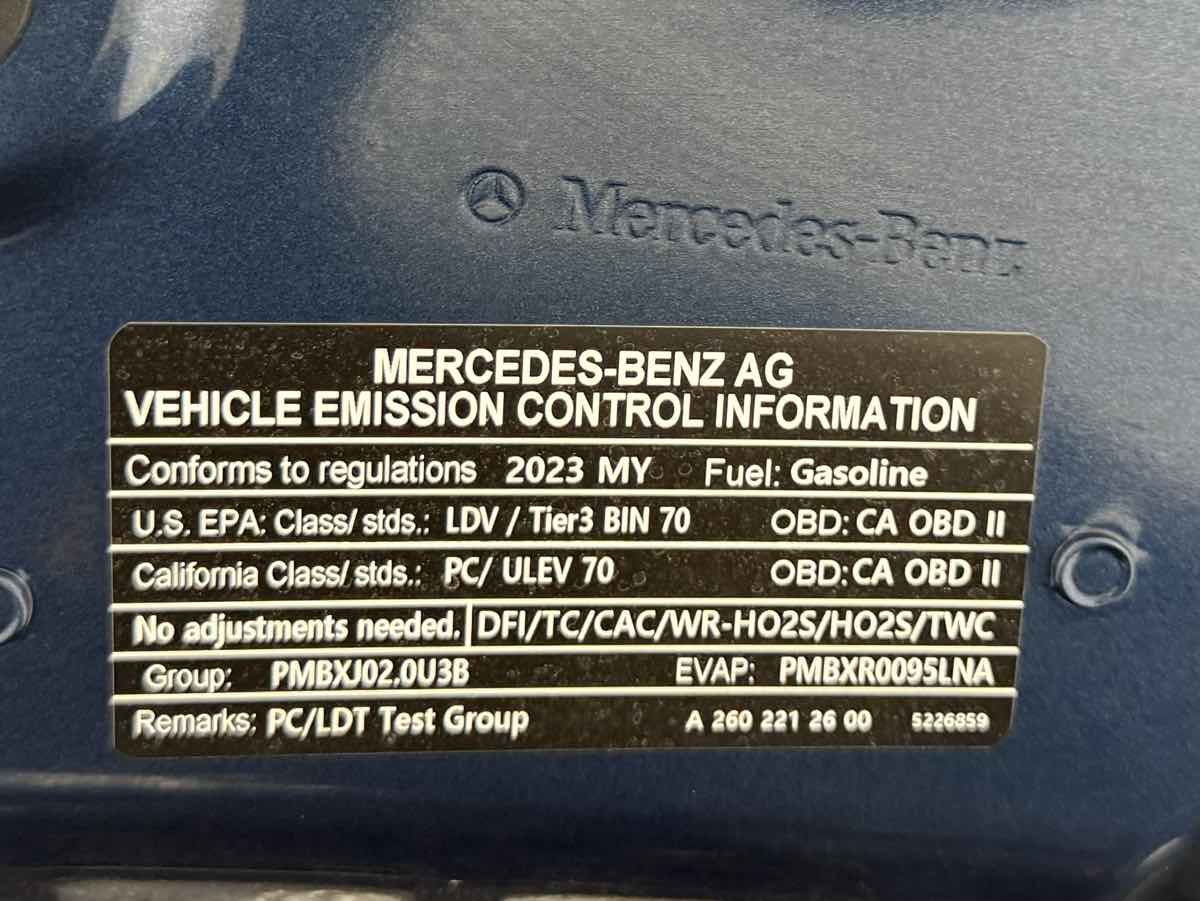 Mercedes-Benz
MERCEDES-BENZ AG
VEHICLE EMISSION CONTROL INFORMATION
Conforms to regulations 2023 MY Fuel: Gasoline
U.S. EPA: Class/ stds.: LDV / Tier3 BIN 70 OBD: CA OBD II
California Class/ stds.: PC/ ULEV 70 OBD: CA OBD II
No adjustments needed. DFI/TC/CAC/WR-HO2S/HO2S/TWC
Group: PMBXJ02.0U3B EVAP: PMBXR0095LNA
Remarks: PC/LDT Test Group A 260 221 26 00 5226859